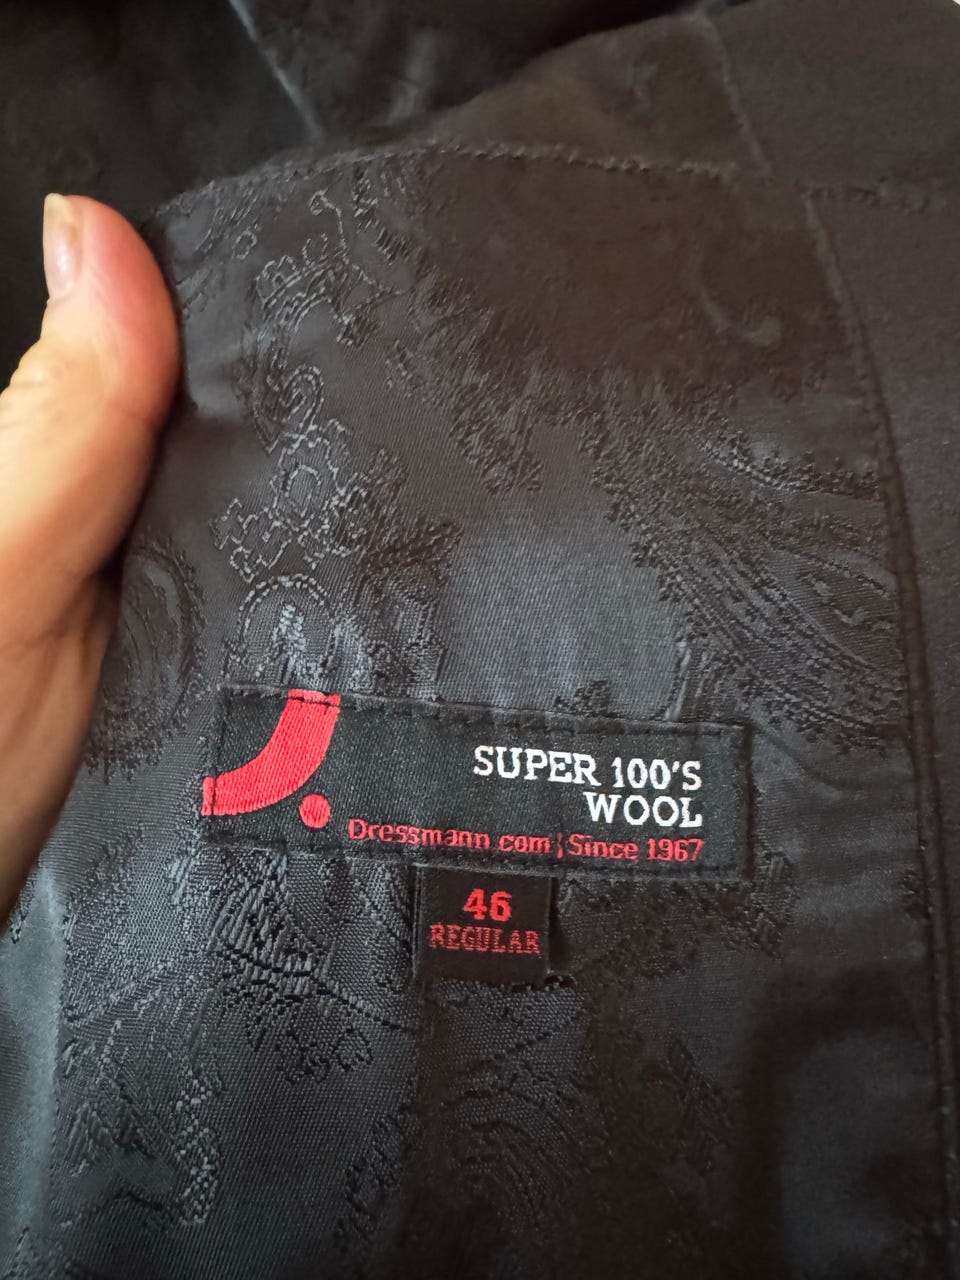 SUPER 100'S
WOOL
Dressmann.com | Since 1967
46
REGULAR